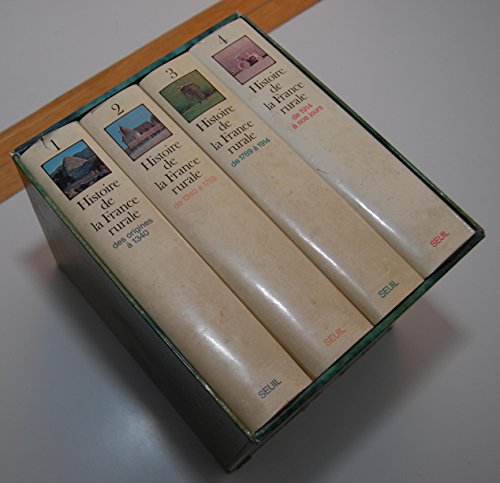 1
Histoire
de
la France
rurale
des origines
à 1340
SEUIL
2
Histoire
de
la France
rurale
de 1340 à 1789
SEUIL
3
Histoire
de
la France
rurale
de 1789 à 1914
SEUIL
4
Histoire
de
la France
rurale
de 1914
à nos jours
SEUIL